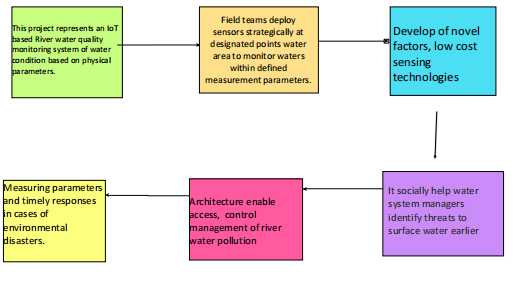 This project represents an IoT
based River water quality
monitoring system of water
condition based on physical
parameters.
Field teams deploy
sensors strategically at
designated points water
area to monitor waters
within defined
measurement parameters.
Develop of novel
factors, low cost
sensing
technologies
It socially help water
system managers
identify threats to
surface water earlier
Architecture enable
access, control
management of river
water pollution
Measuring parameters
and timely responses
in cases of
environmental
disasters.